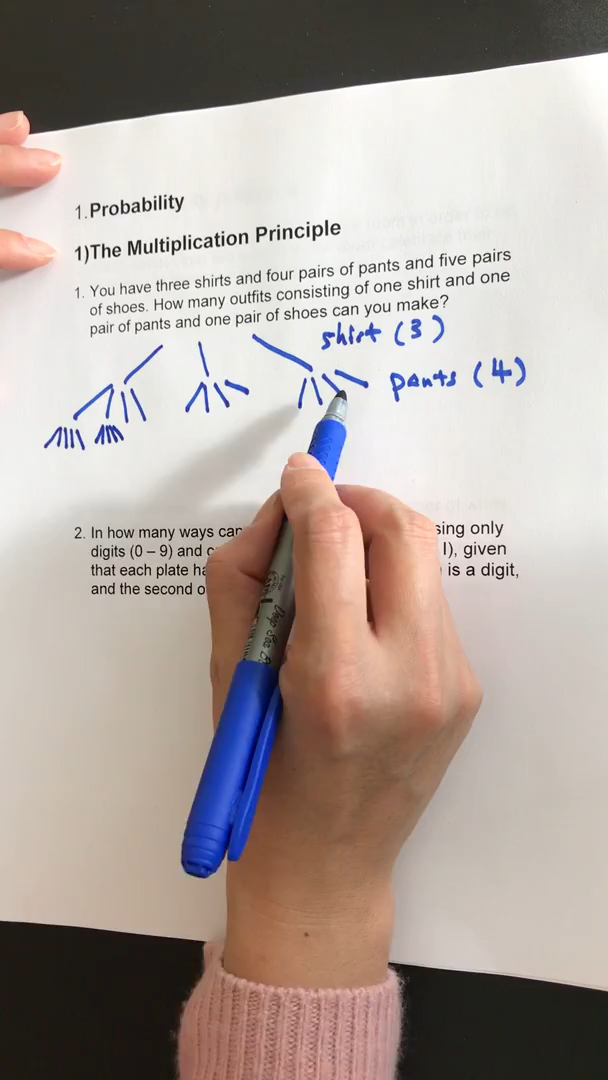 1.Probability
1)The Multiplication Principle
1. You have three shirts and four pairs of pants and five pairs
of shoes. How many outfits consisting of one shirt and one
pair of pants and one pair of shoes can you make?
shirt (3)
pants (4)
2. In how many ways can sing only
digits (0 – 9) and I), given
that each plate is a digit,
and the second